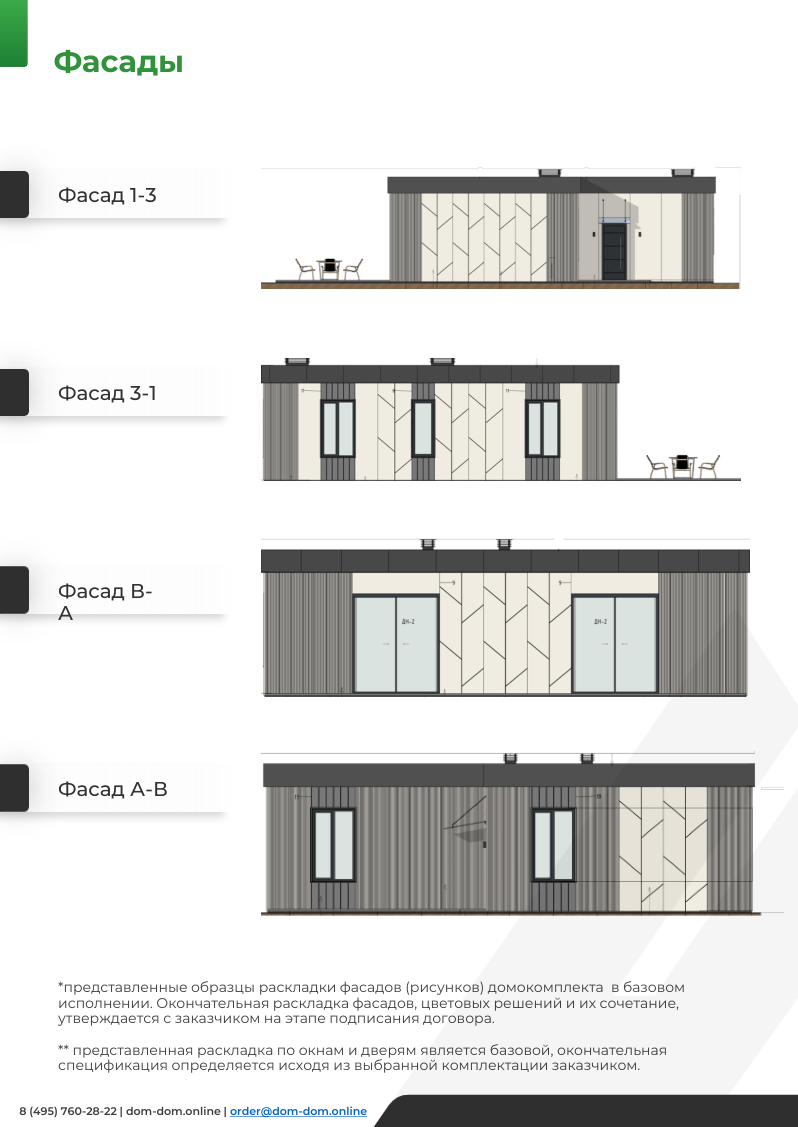 Фасады
Фасад 1-3
Фасад 3-1
Фасад В-
А
ДН-2
ДН-2
Фасад А-В
*представленные образцы раскладки фасадов (рисунков) домокомплекта  в базовом
исполнении. Окончательная раскладка фасадов, цветовых решений и их сочетание,
утверждается с заказчиком на этапе подписания договора.
** представленная раскладка по окнам и дверям является базовой, окончательная
спецификация определяется исходя из выбранной комплектации заказчиком.
8 (495) 760-28-22 | dom-dom.online | order@dom-dom.online